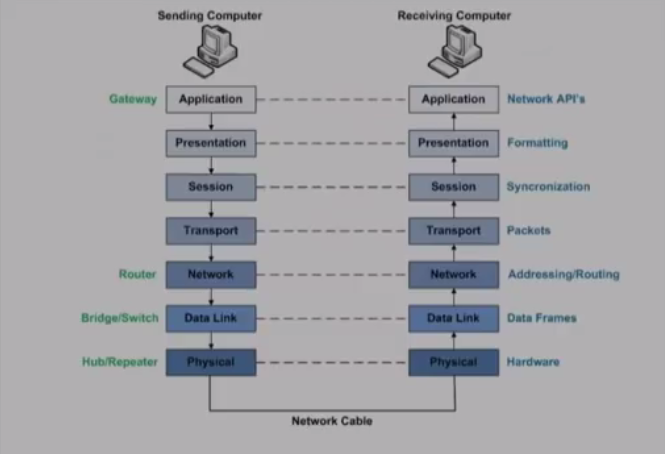 Sending Computer Receiving Computer
Gateway Application Application Network API's
Presentation Presentation Formatting
Session Session Syncronization
Transport Transport Packets
Router Network Network Addressing/Routing
Bridge/Switch Data Link Data Link Data Frames
Hub/Repeater Physical Physical Hardware
Network Cable